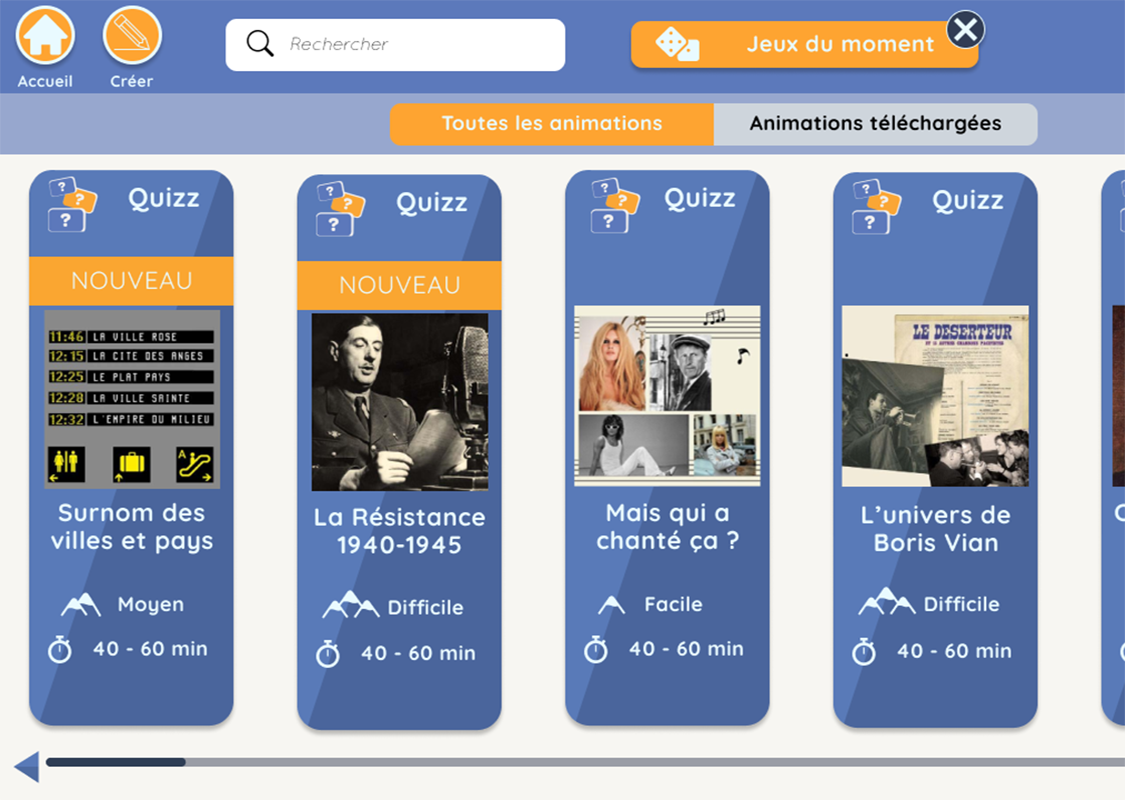 Rechercher
Jeux du moment
Accueil
Créer
Toutes les animations
Animations téléchargées
?
?
?
Quizz
NOUVEAU
11:46 LA VILLE ROSE
12:15 LA CITE DES ANGES
12:25 LE PLAT PAYS
12:28 LA VILLE SAINTE
12:32 L'EMPIRE DU MILIEU
A
Surnom des
villes et pays
Moyen
40 - 60 min
?
?
?
Quizz
NOUVEAU
La Résistance
1940-1945
Difficile
40 - 60 min
?
?
?
Quizz
Mais qui a
chanté ça ?
Facile
40 - 60 min
?
?
?
Quizz
LE DESERTEUR
L’univers de
Boris Vian
Difficile
40 - 60 min